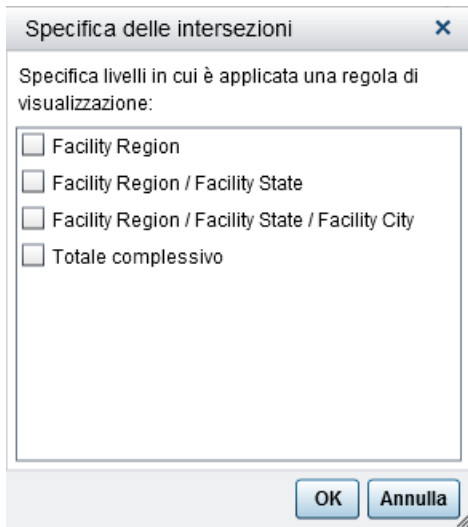 Specifica delle intersezioni
Specifica livelli in cui è applicata una regola di
visualizzazione:
Facility Region
Facility Region / Facility State
Facility Region / Facility State / Facility City
Totale complessivo
OK Annulla